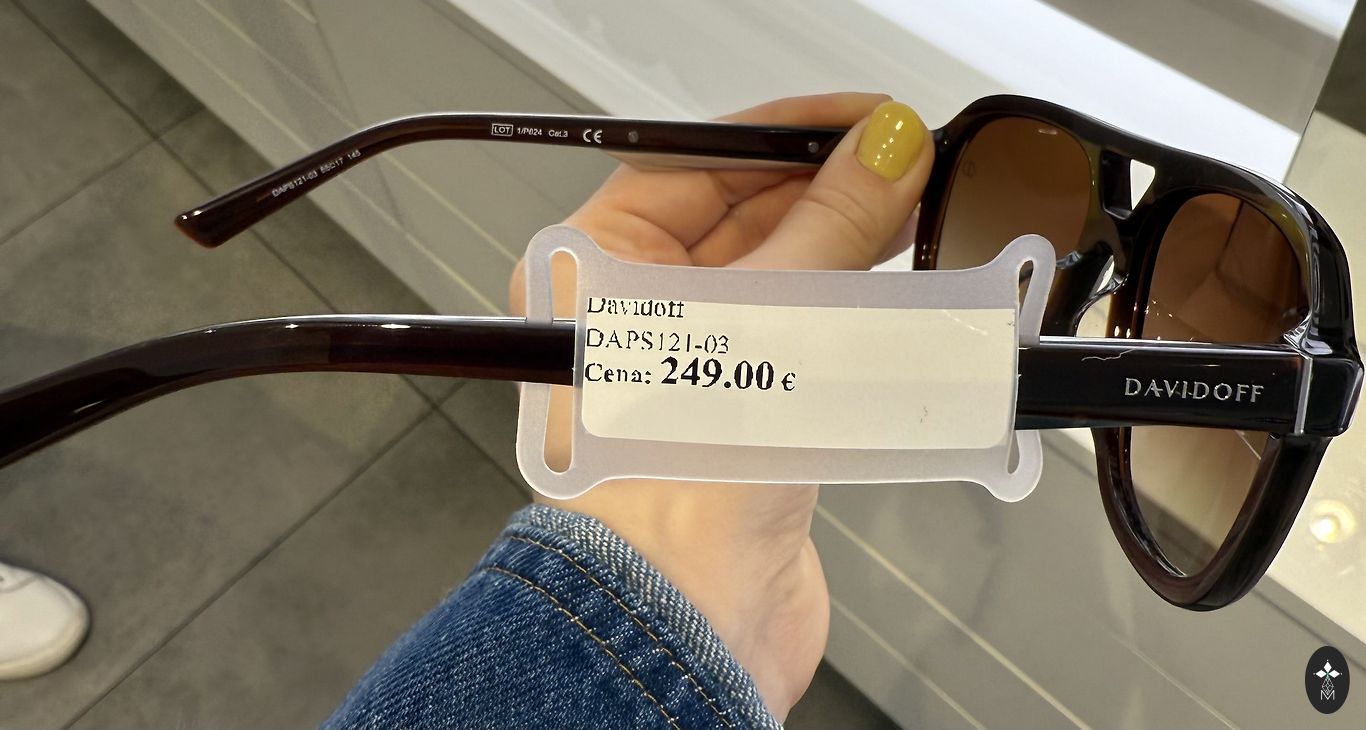 LOT 1/P024 Cat.3 CE
DAPS121-03 55□17 145
Davidoff
DAPS121-03
Cena: 249.00 €
DAVIDOFF
M